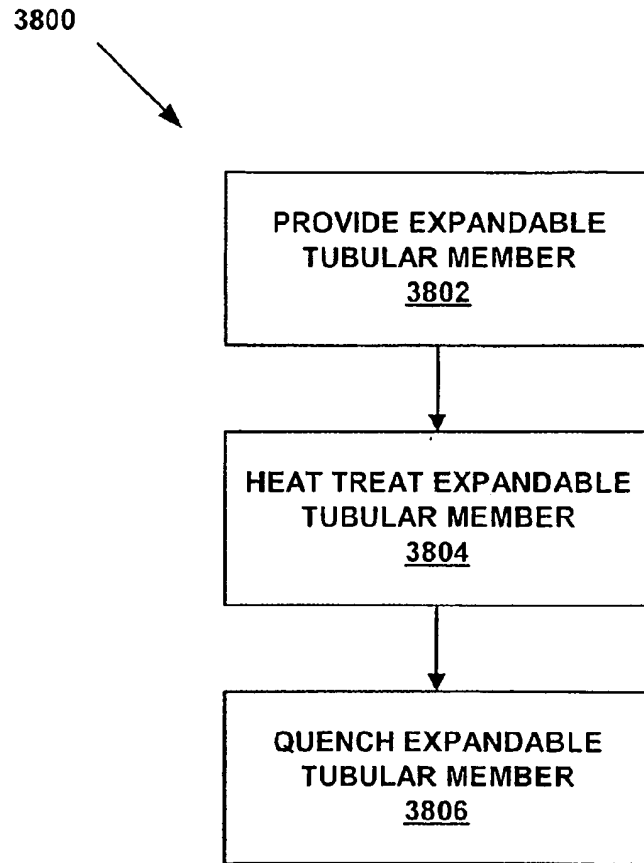 3800
PROVIDE EXPANDABLE
TUBULAR MEMBER
3802
HEAT TREAT EXPANDABLE
TUBULAR MEMBER
3804
QUENCH EXPANDABLE
TUBULAR MEMBER
3806